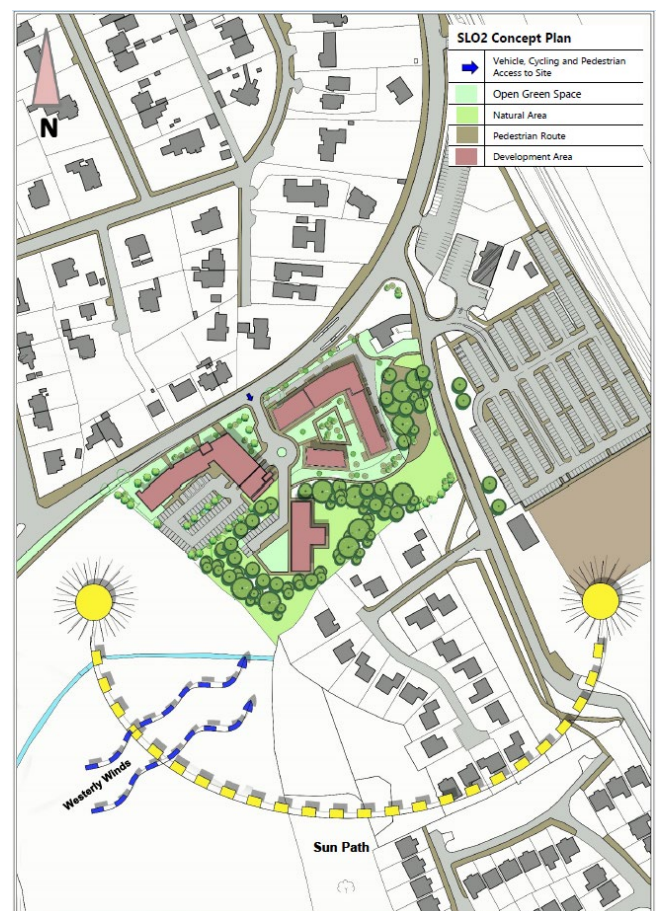 SLO2 Concept Plan
Vehicle, Cycling and Pedestrian
Access to Site
Open Green Space
Natural Area
Pedestrian Route
Development Area
N
Westerly Winds
Sun Path